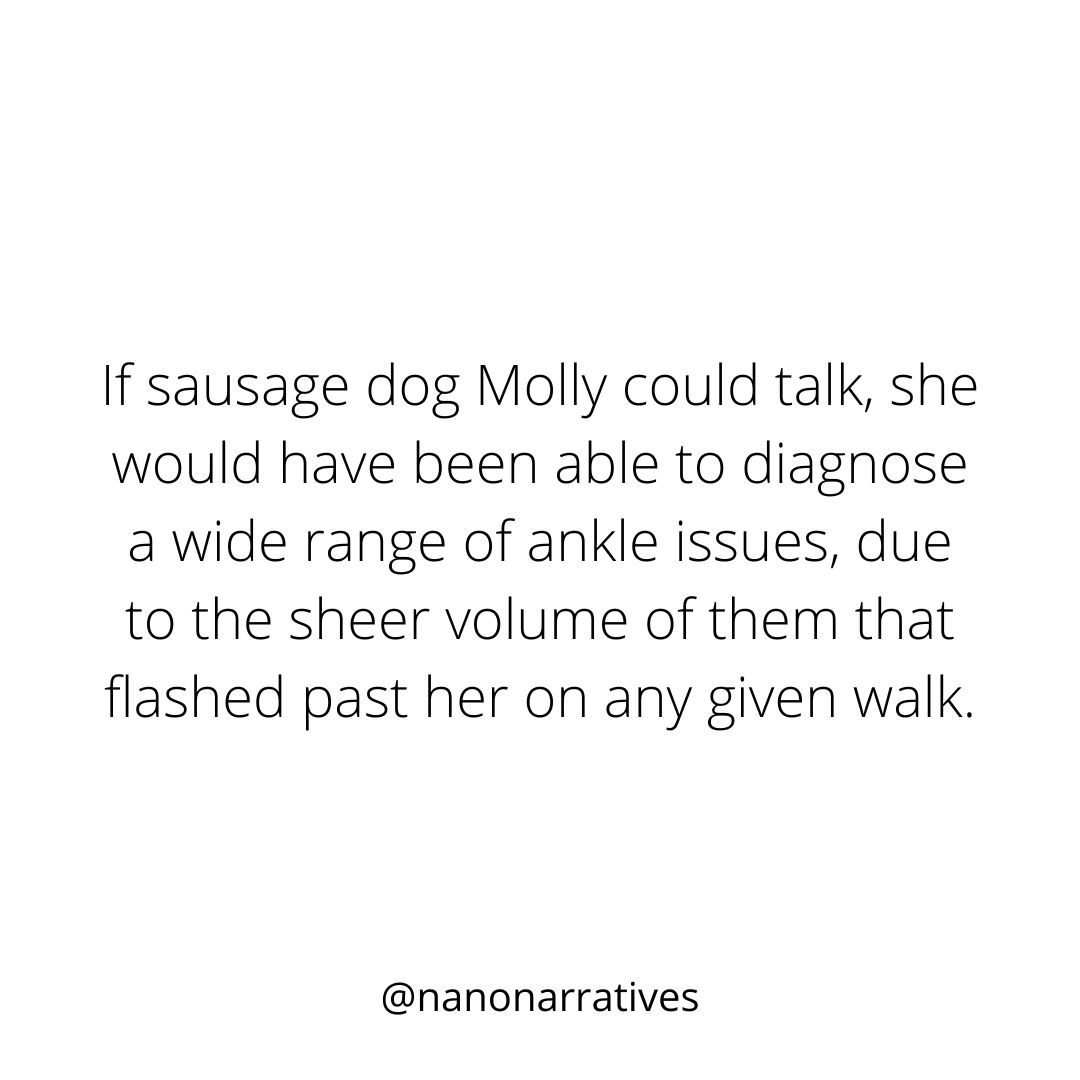 If sausage dog Molly could talk, she
would have been able to diagnose
a wide range of ankle issues, due
to the sheer volume of them that
flashed past her on any given walk.
@nanonarratives